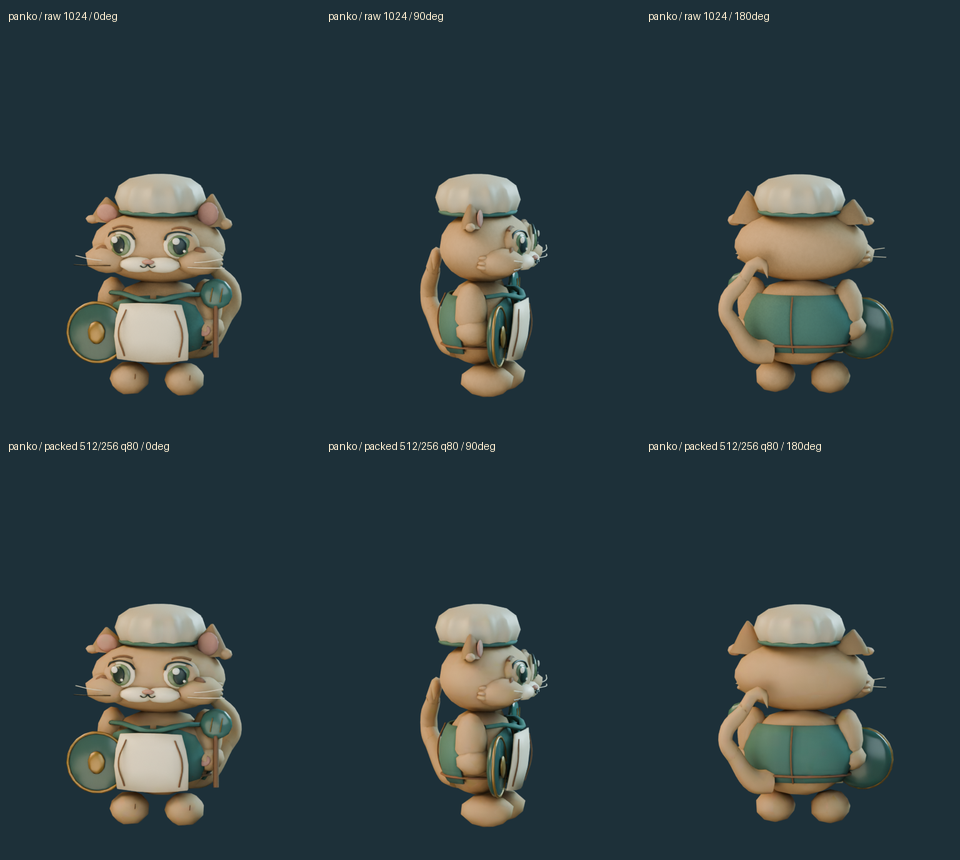 panko / raw 1024 / 0deg
panko / raw 1024 / 90deg
panko / raw 1024 / 180deg
panko / packed 512/256 q80 / 0deg
panko / packed 512/256 q80 / 90deg
panko / packed 512/256 q80 / 180deg